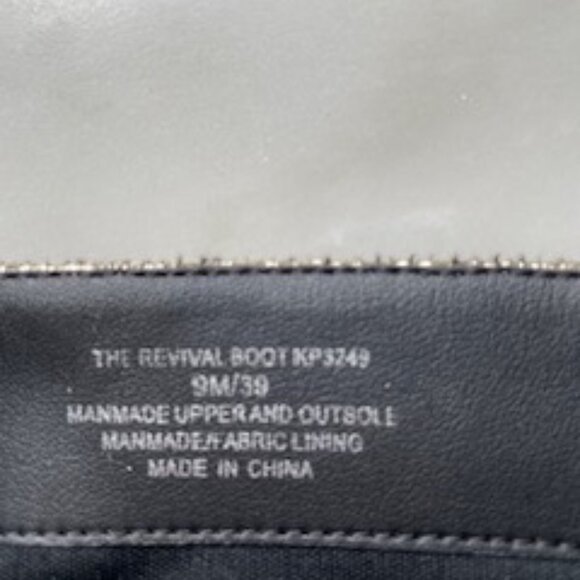 THE REVIVAL BOOT KP3249
9M/39
MANMADE UPPER AND OUTSOLE
MANMADE/FABRIC LINING
MADE IN CHINA